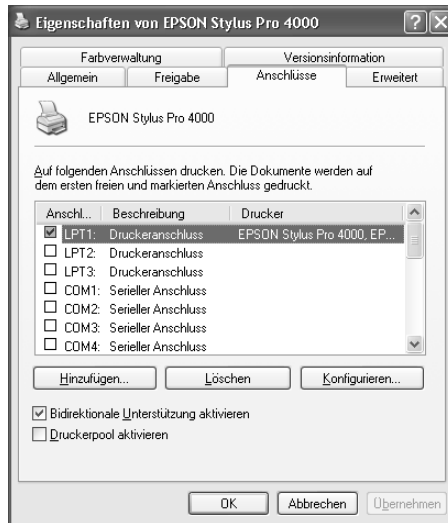 Eigenschaften von EPSON Stylus Pro 4000
Farbverwaltung Versionsinformation
Allgemein Freigabe Anschlüsse Erweitert
EPSON Stylus Pro 4000
Auf folgenden Anschlüssen drucken. Die Dokumente werden auf
dem ersten freien und markierten Anschluss gedruckt.
Anschl... Beschreibung Drucker
LPT1: Druckeranschluss EPSON Stylus Pro 4000, EP...
LPT2: Druckeranschluss
LPT3: Druckeranschluss
COM1: Serieller Anschluss
COM2: Serieller Anschluss
COM3: Serieller Anschluss
COM4: Serieller Anschluss
Hinzufügen... Löschen Konfigurieren...
Bidirektionale Unterstützung aktivieren
Druckerpool aktivieren
OK Abbrechen Übernehmen